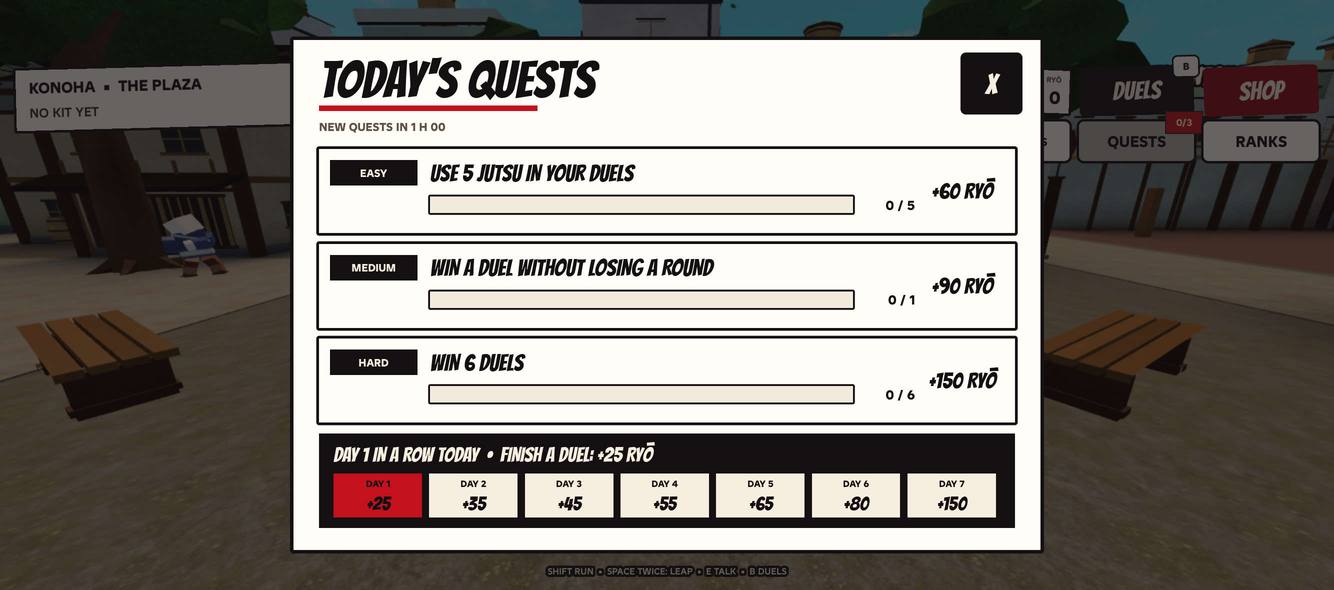 KONOHA ▪ THE PLAZA
NO KIT YET
TODAY'S QUESTS
X
NEW QUESTS IN 1 H 00
RYŌ
0
B
DUELS
SHOP
0/3
QUESTS
RANKS
EASY
USE 5 JUTSU IN YOUR DUELS
0 / 5
+60 RYŌ
MEDIUM
WIN A DUEL WITHOUT LOSING A ROUND
0 / 1
+90 RYŌ
HARD
WIN 6 DUELS
0 / 6
+150 RYŌ
DAY 1 IN A ROW TODAY • FINISH A DUEL: +25 RYŌ
DAY 1 DAY 2 DAY 3 DAY 4 DAY 5 DAY 6 DAY 7
+25 +35 +45 +55 +65 +80 +150
SHIFT RUN • SPACE TWICE: LEAP • E TALK • B DUELS